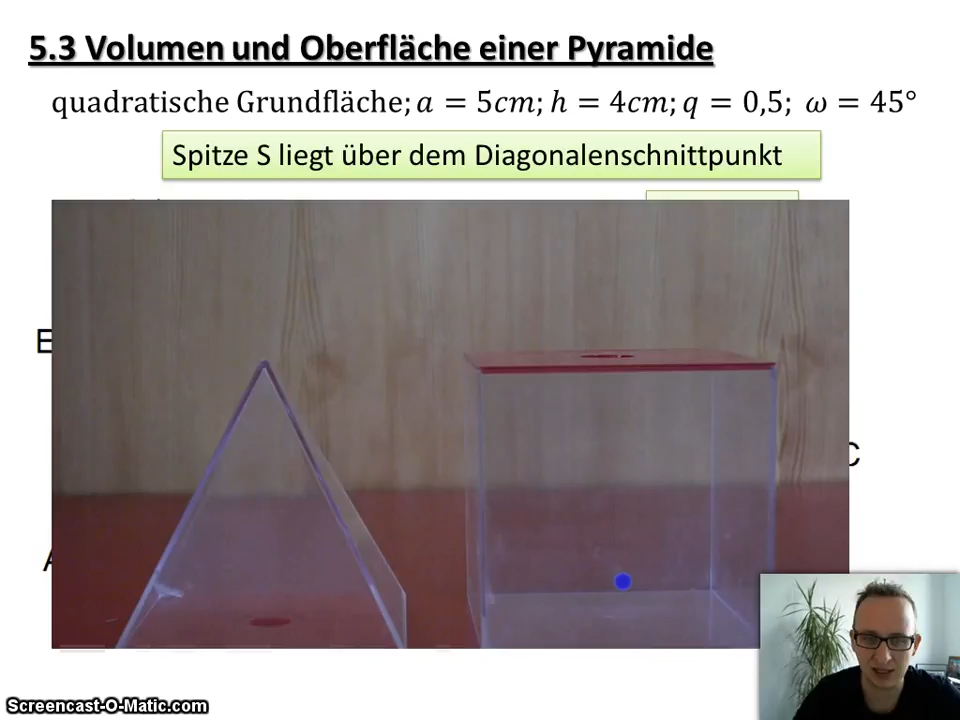 5.3 Volumen und Oberfläche einer Pyramide
quadratische Grundfläche; a = 5cm; h = 4cm; q = 0,5; ω = 45°
Spitze S liegt über dem Diagonalenschnittpunkt
E
C
A
Screencast-O-Matic.com